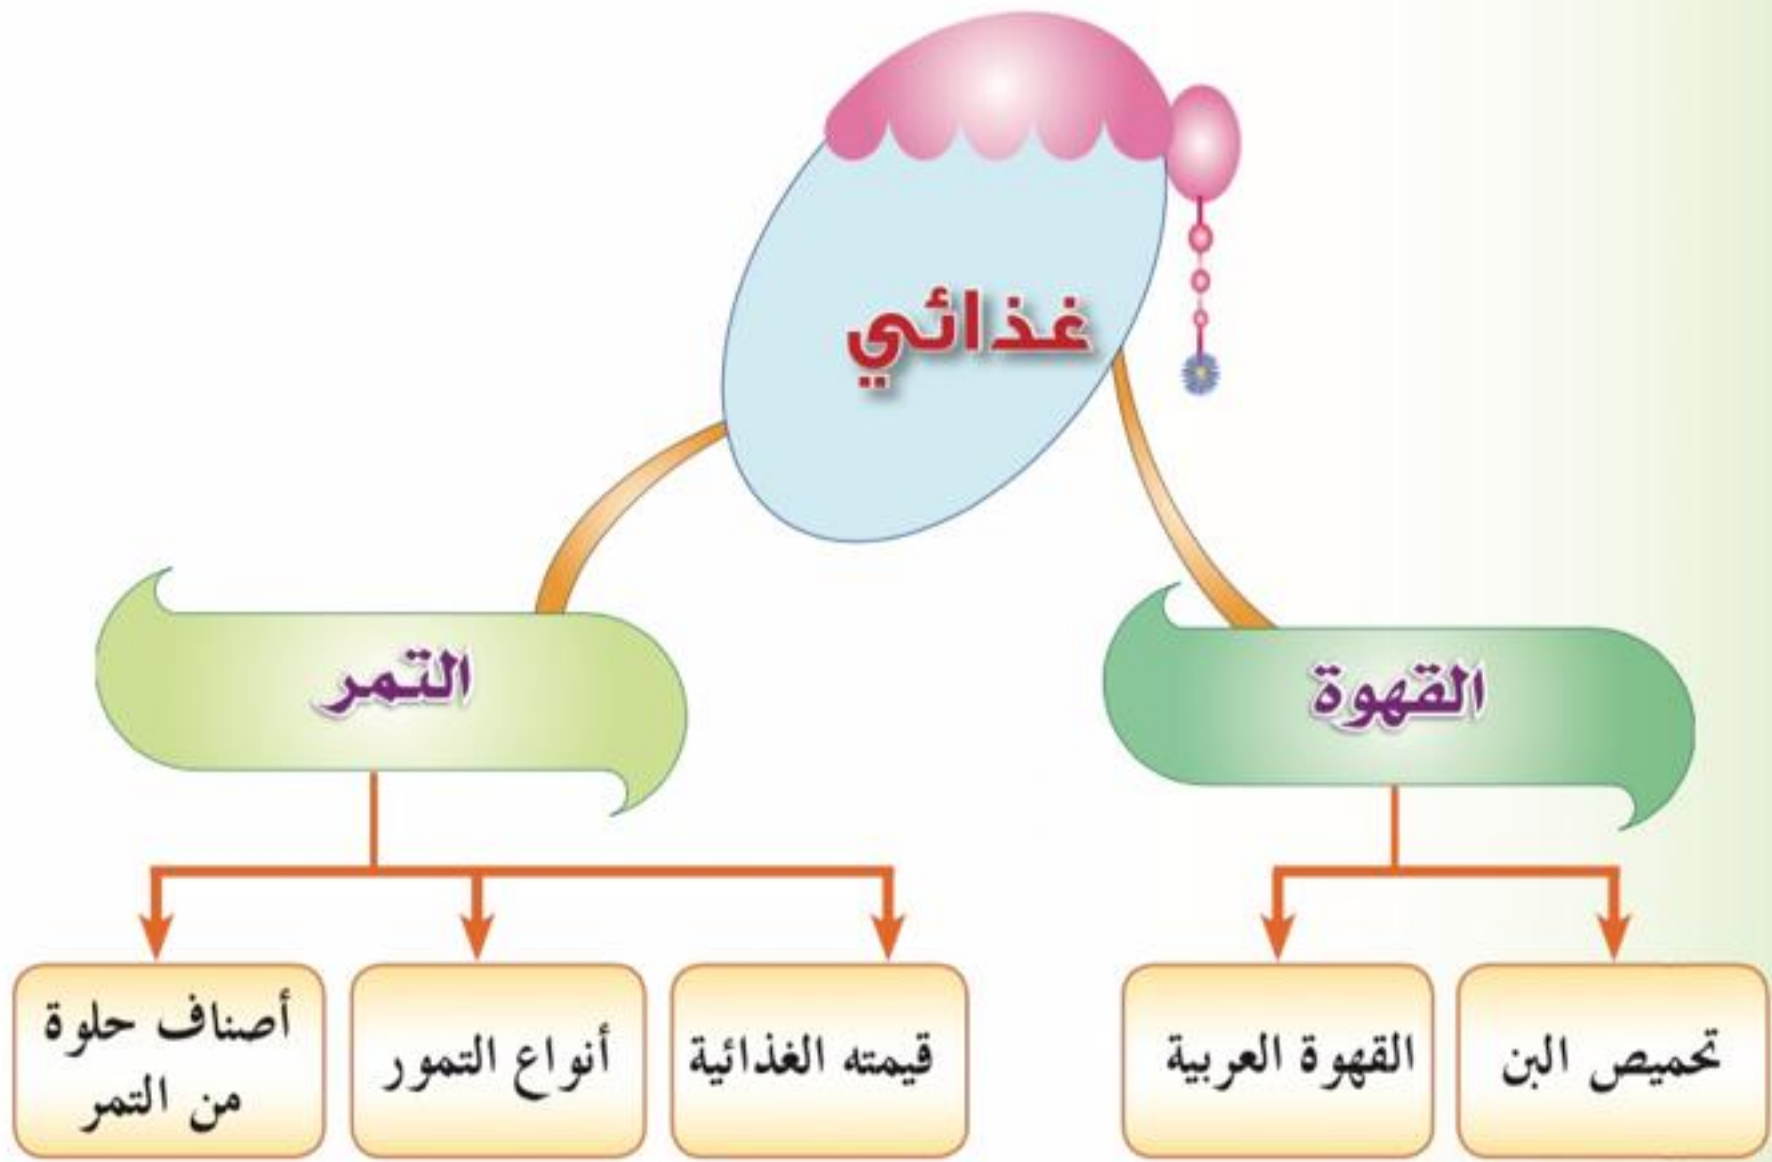 غذائي
القهوة
التمر
تحميص البن
القهوة العربية
قيمته الغذائية
أنواع التمور
أصناف حلوة
من التمر